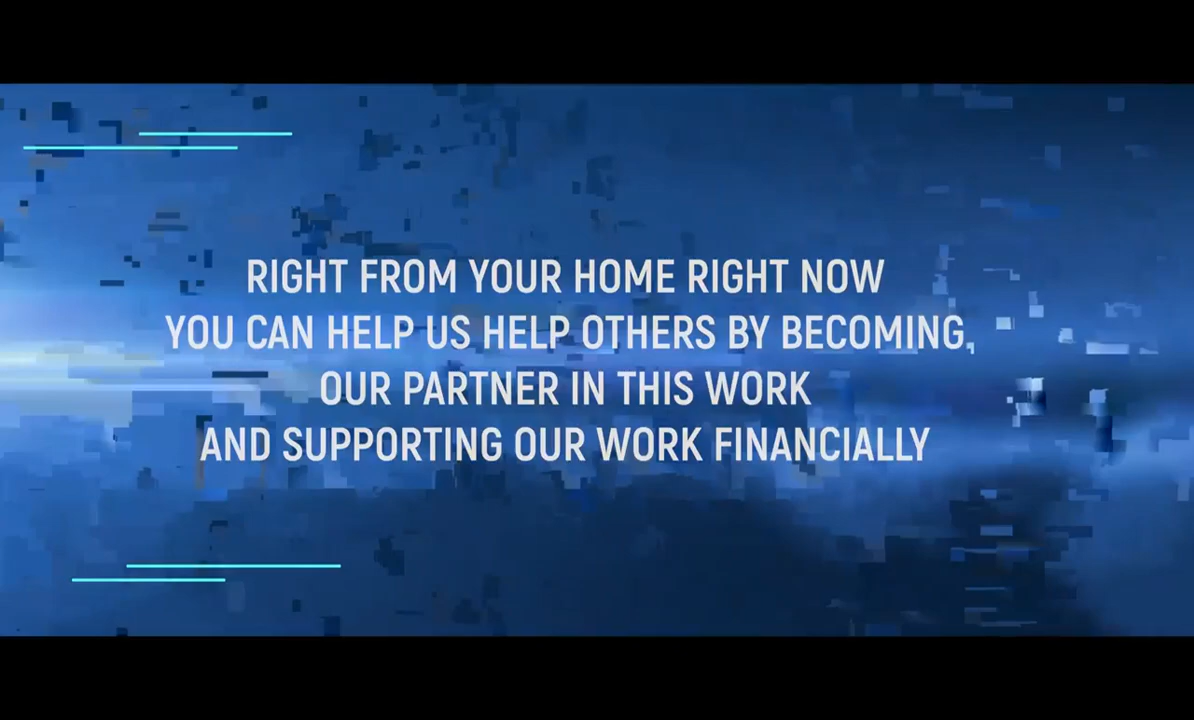 RIGHT FROM YOUR HOME RIGHT NOW
YOU CAN HELP US HELP OTHERS BY BECOMING,
OUR PARTNER IN THIS WORK
AND SUPPORTING OUR WORK FINANCIALLY